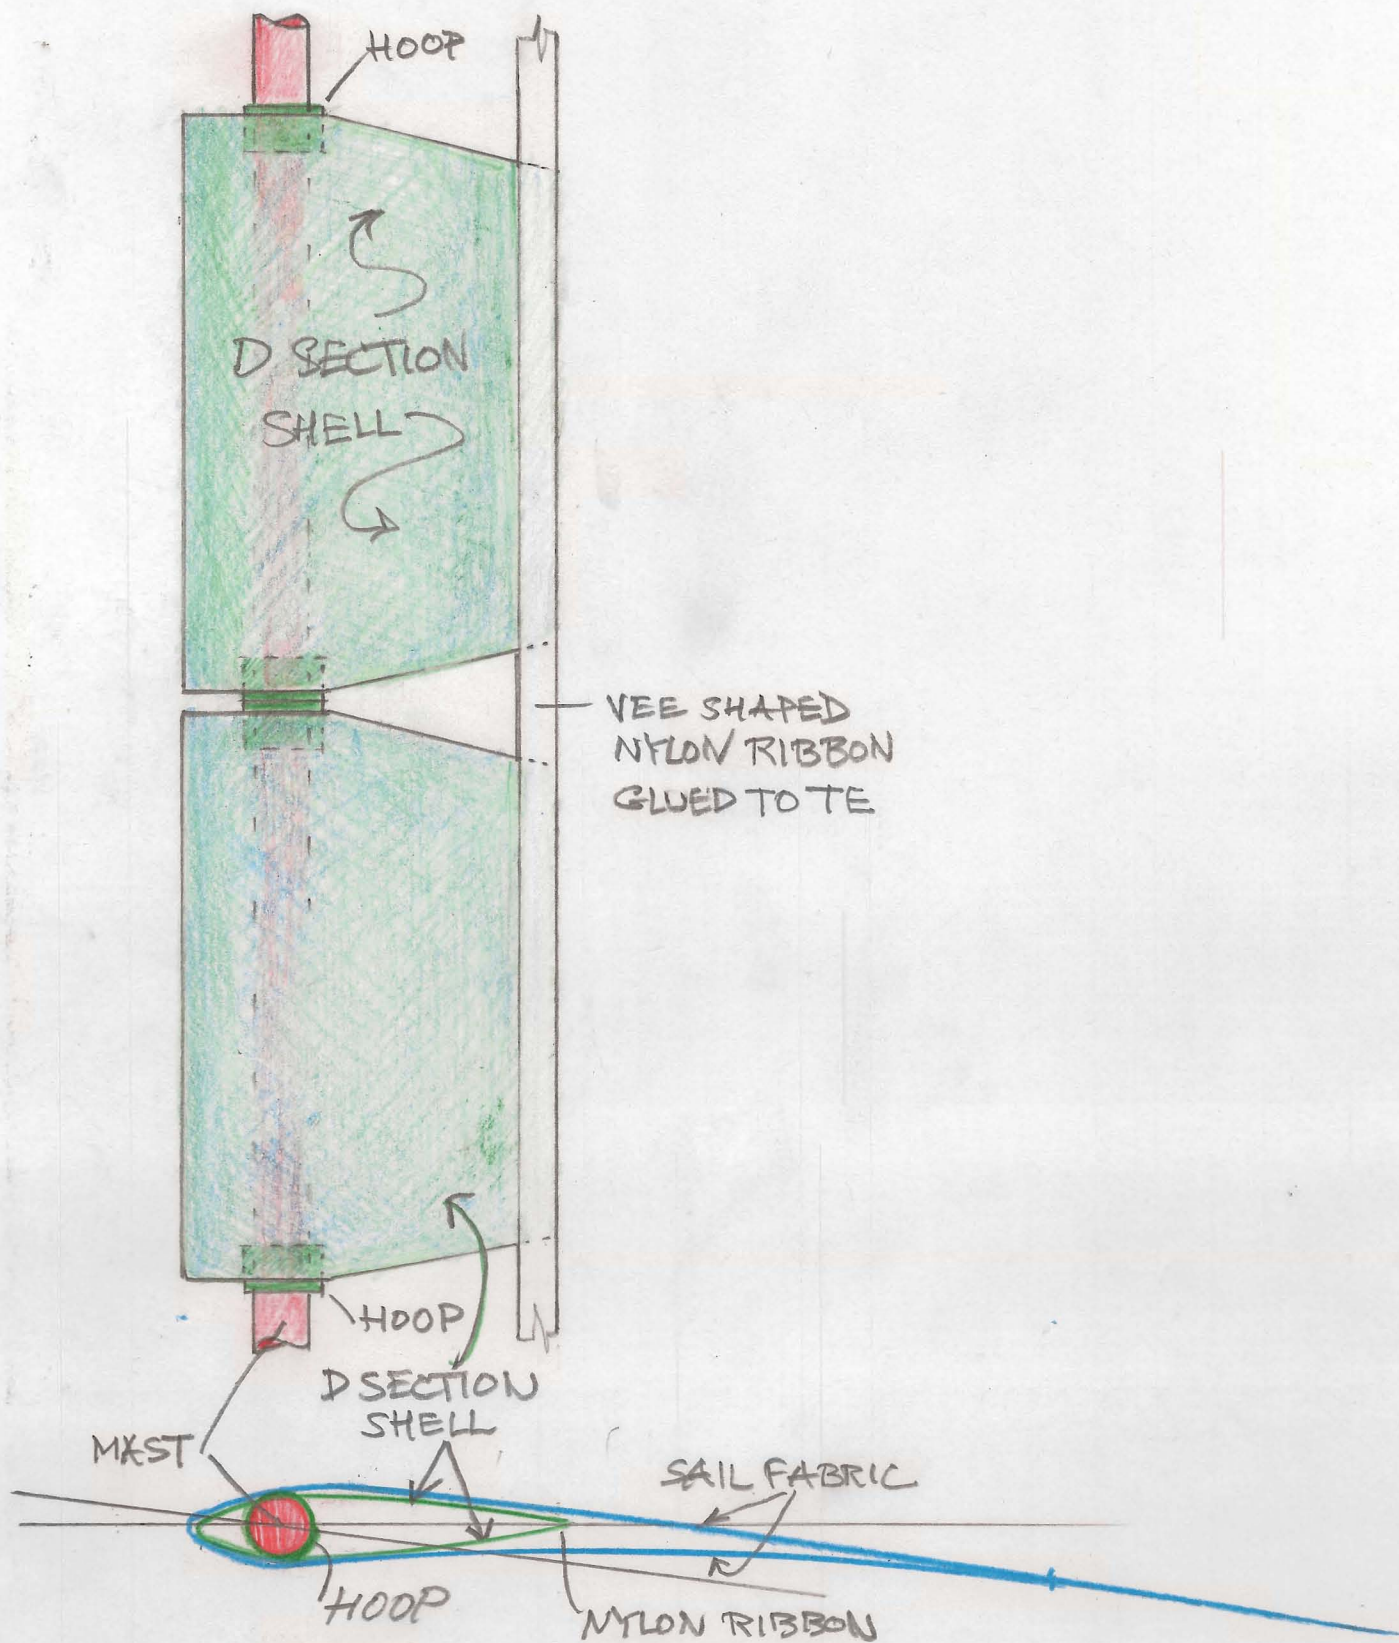 HOOP
D SECTION
SHELL
VEE SHAPED
NYLON RIBBON
GLUED TO TE
HOOP
D SECTION
SHELL
MAST
SAIL FABRIC
HOOP
NYLON RIBBON